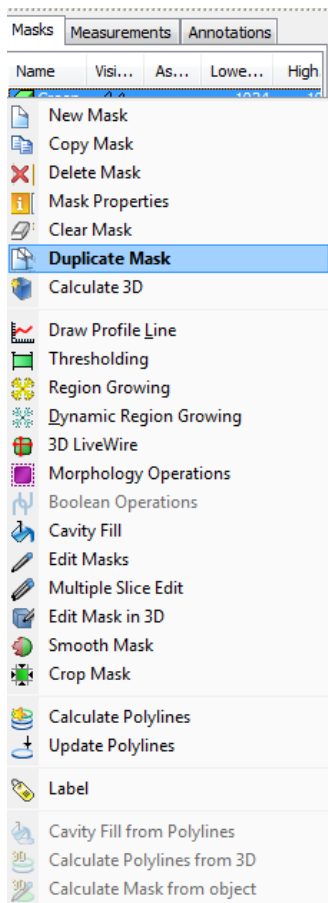 Masks Measurements Annotations
Name Visi... As... Lowe... High
Green 1024
New Mask
Copy Mask
Delete Mask
Mask Properties
Clear Mask
Duplicate Mask
Calculate 3D
Draw Profile Line
Thresholding
Region Growing
Dynamic Region Growing
3D LiveWire
Morphology Operations
Boolean Operations
Cavity Fill
Edit Masks
Multiple Slice Edit
Edit Mask in 3D
Smooth Mask
Crop Mask
Calculate Polylines
Update Polylines
Label
Cavity Fill from Polylines
Calculate Polylines from 3D
Calculate Mask from object